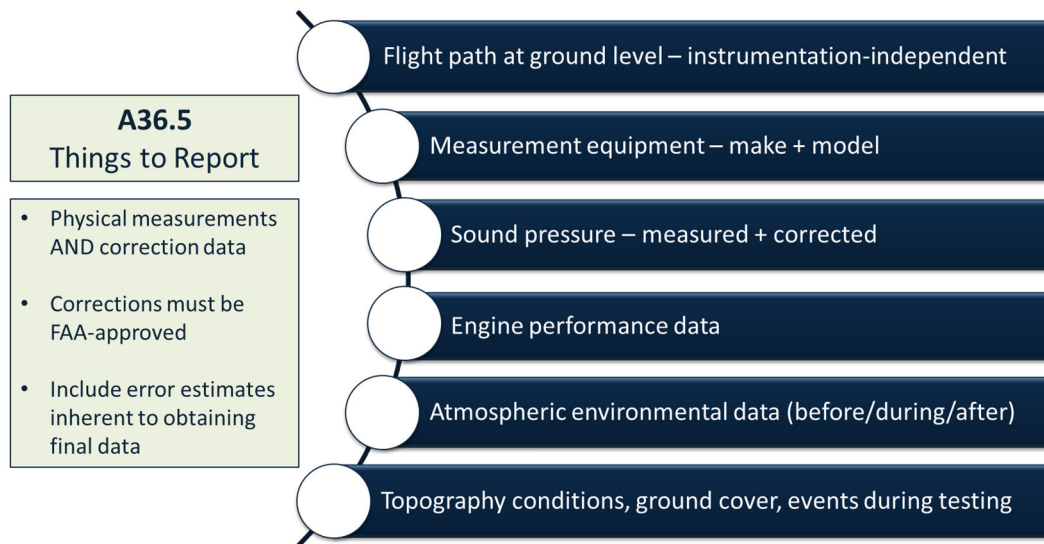 A36.5
Things to Report
• Physical measurements
AND correction data
• Corrections must be
FAA-approved
• Include error estimates
inherent to obtaining
final data
Flight path at ground level – instrumentation-independent
Measurement equipment – make + model
Sound pressure – measured + corrected
Engine performance data
Atmospheric environmental data (before/during/after)
Topography conditions, ground cover, events during testing